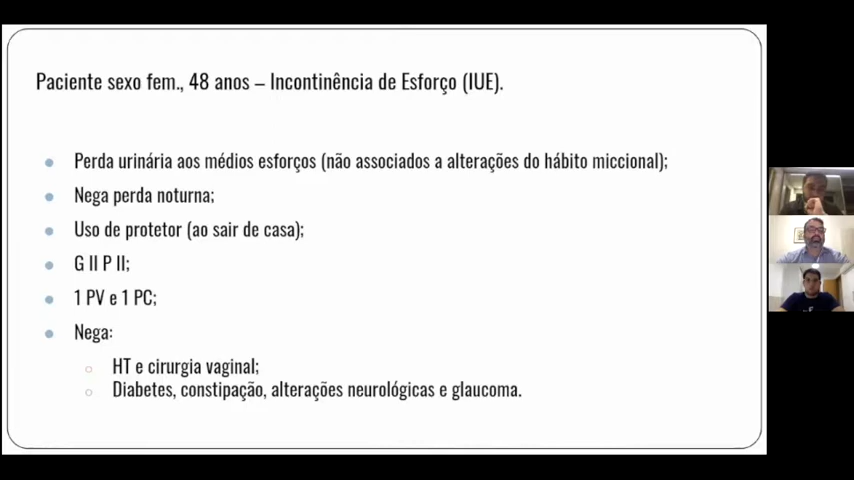 Paciente sexo fem., 48 anos – Incontinência de Esforço (IUE).
Perda urinária aos médios esforços (não associados a alterações do hábito miccional);
Nega perda noturna;
Uso de protetor (ao sair de casa);
G II P II;
1 PV e 1 PC;
Nega:
HT e cirurgia vaginal;
Diabetes, constipação, alterações neurológicas e glaucoma.